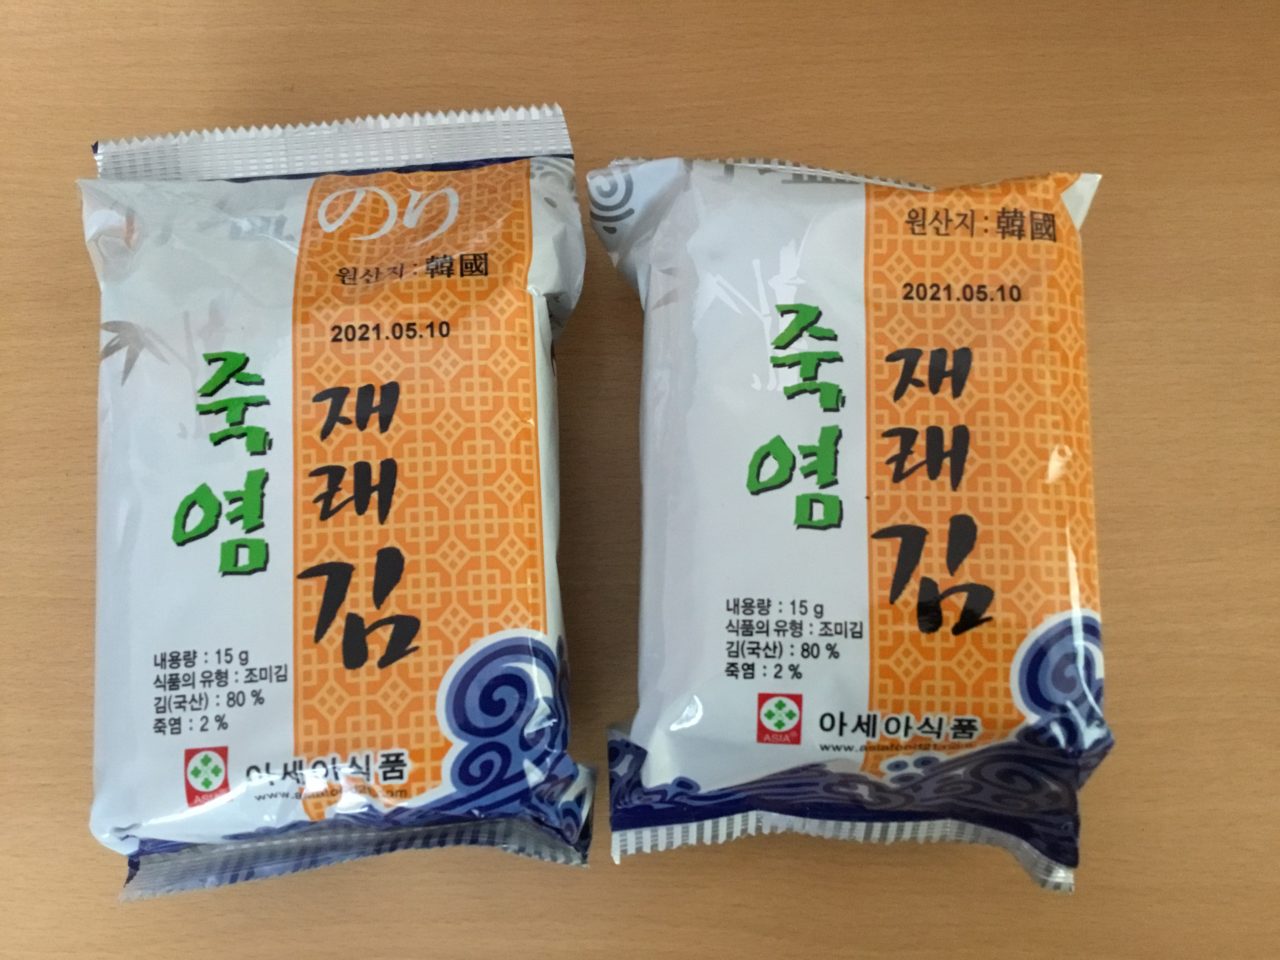 のり
원산지 : 韓國
2021.05.10
죽염
재래김
내용량 : 15 g
식품의 유형 : 조미김
김(국산) : 80 %
죽염 : 2 %
ASIA
아세아식품
원산지 : 韓國
2021.05.10
죽염
재래김
내용량 : 15 g
식품의 유형 : 조미김
김(국산) : 80 %
죽염 : 2 %
ASIA
아세아식품